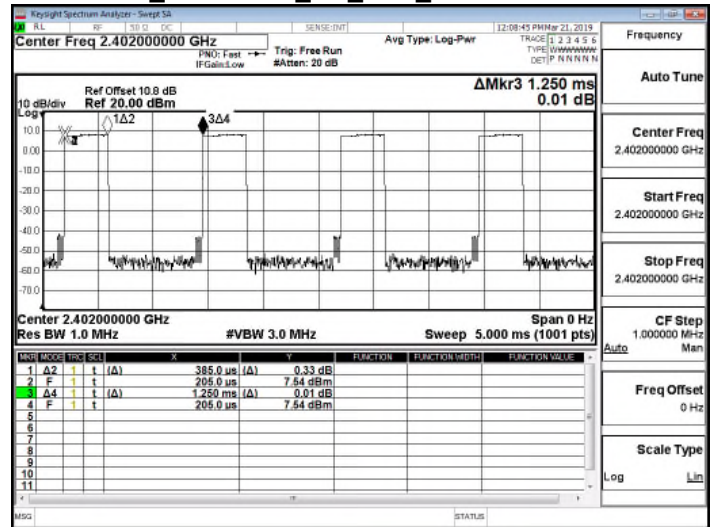 Keysight Spectrum Analyzer - Swept SA
RL RF 50 Ω DC SENSE:INT 12:08:45 PM Mar 21, 2019
Center Freq 2.402000000 GHz
PNO: Fast
IFGain:Low
Trig: Free Run
#Atten: 20 dB
Avg Type: Log-Pwr
TRACE 1 2 3 4 5 6
TYPE WWWWWW
DET P N N N N N
Ref Offset 10.8 dB
ΔMkr3 1.250 ms
10 dB/div Ref 20.00 dBm
0.01 dB
Log
1Δ2
3Δ4
10.0
0.00
-10.0
-20.0
-30.0
-40.0
-50.0
-60.0
-70.0
Center 2.402000000 GHz Span 0 Hz
Res BW 1.0 MHz #VBW 3.0 MHz Sweep 5.000 ms (1001 pts)
MKR MODE TRC SCL X Y FUNCTION FUNCTION WIDTH FUNCTION VALUE
1 Δ2 1 t (Δ) 385.0 us (Δ) 0.33 dB
2 F 1 t 205.0 us 7.54 dBm
3 Δ4 1 t (Δ) 1.250 ms (Δ) 0.01 dB
4 F 1 t 205.0 us 7.54 dBm
5
6
7
8
9
10
11
MSG STATUS
Frequency
Auto Tune
Center Freq
2.402000000 GHz
Start Freq
2.402000000 GHz
Stop Freq
2.402000000 GHz
CF Step
1.000000 MHz
Auto Man
Freq Offset
0 Hz
Scale Type
Log Lin